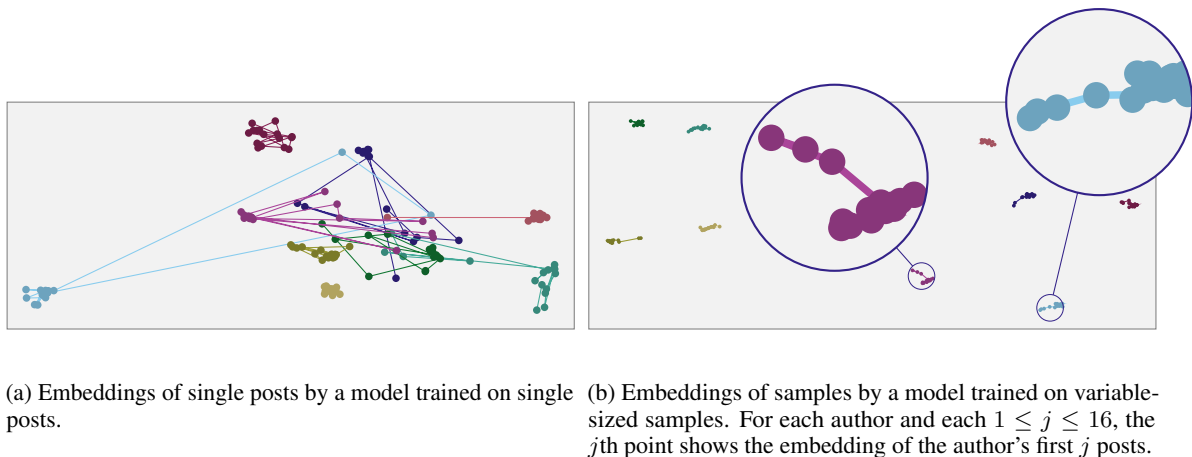 (a) Embeddings of single posts by a model trained on single
posts.
(b) Embeddings of samples by a model trained on variable-
sized samples. For each author and each 1 ≤ j ≤ 16, the
jth point shows the embedding of the author's first j posts.